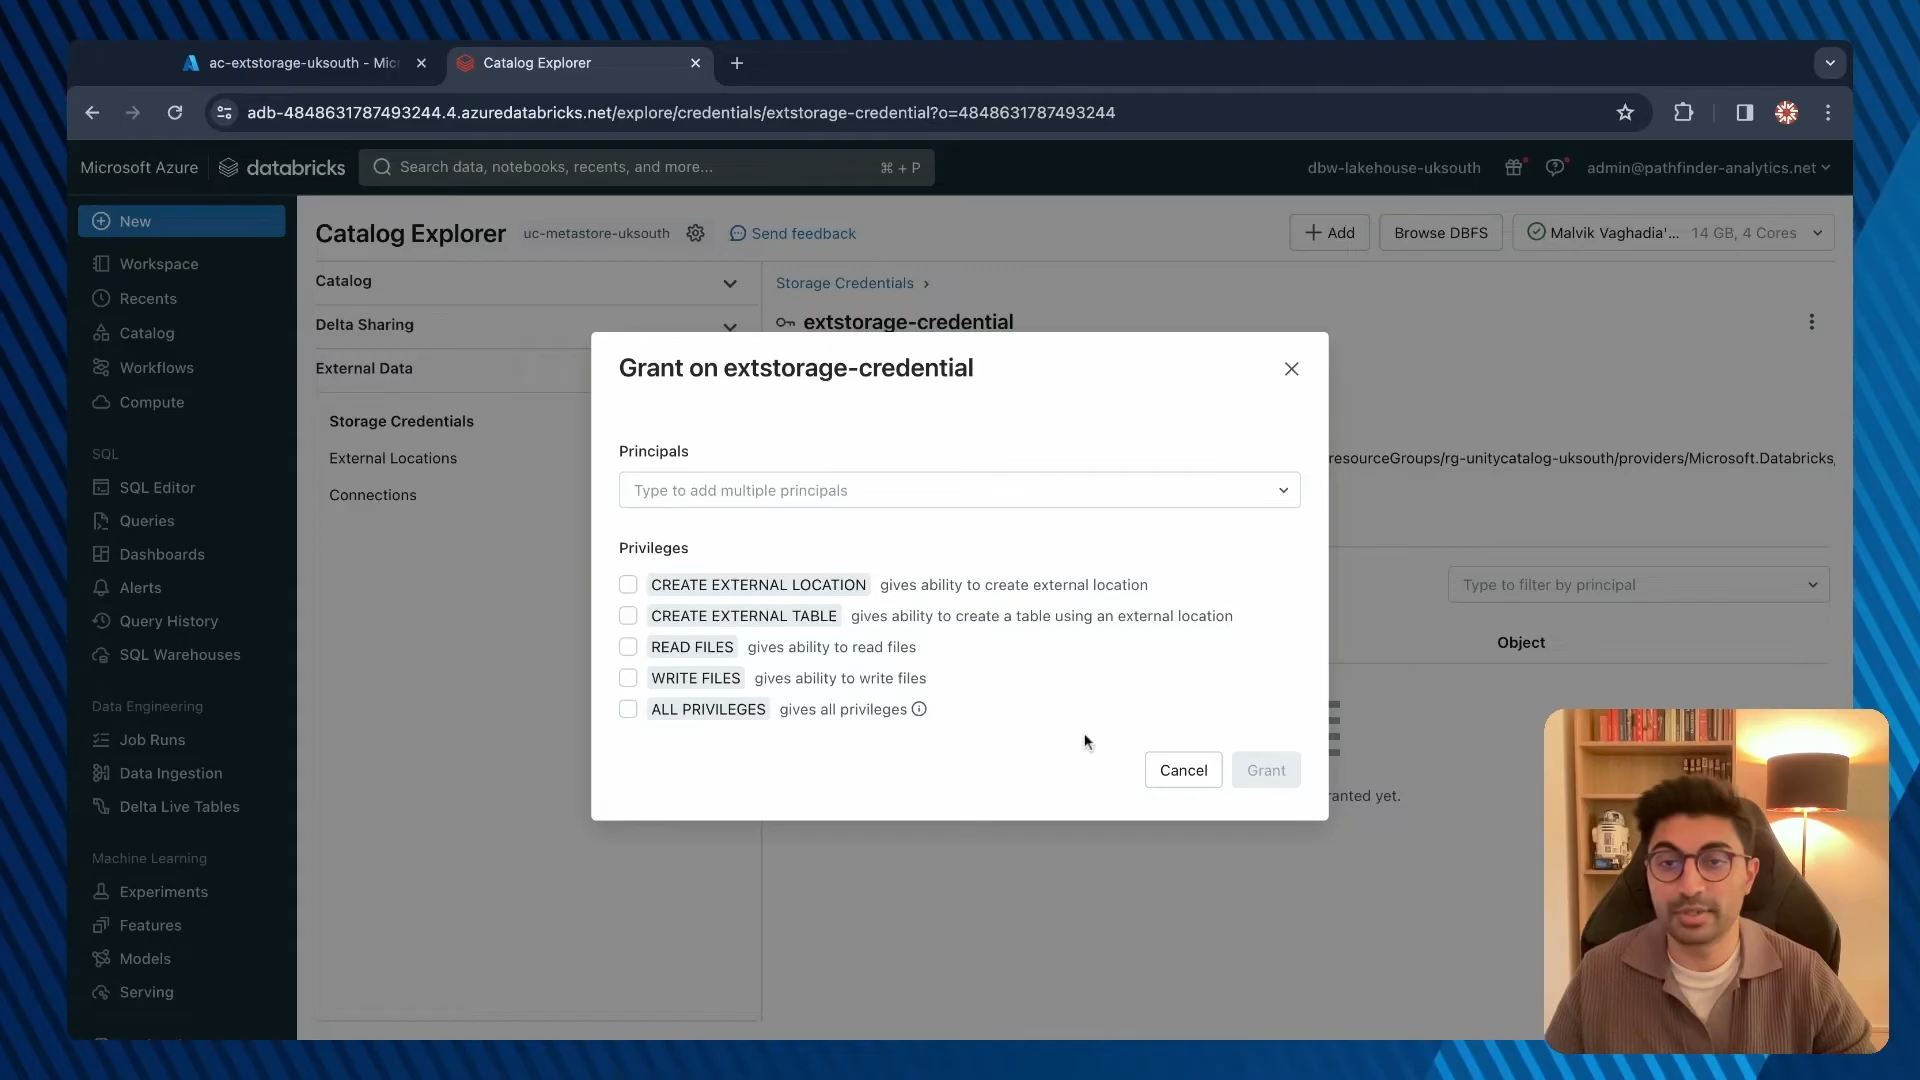 ac-extstorage-uksouth - Mic
Catalog Explorer
adb-4848631787493244.4.azuredatabricks.net/explore/credentials/extstorage-credential?o=4848631787493244
Microsoft Azure
databricks
Search data, notebooks, recents, and more...
⌘ + P
dbw-lakehouse-uksouth
admin@pathfinder-analytics.net
New
Workspace
Recents
Catalog
Workflows
Compute
SQL
SQL Editor
Queries
Dashboards
Alerts
Query History
SQL Warehouses
Data Engineering
Job Runs
Data Ingestion
Delta Live Tables
Machine Learning
Experiments
Features
Models
Serving
Catalog Explorer
uc-metastore-uksouth
Send feedback
Add
Browse DBFS
Malvik Vaghadia'... 14 GB, 4 Cores
Catalog
Delta Sharing
External Data
Storage Credentials
External Locations
Connections
Storage Credentials ›
extstorage-credential
resourceGroups/rg-unitycatalog-uksouth/providers/Microsoft.Databricks,
Type to filter by principal
Object
ranted yet.
Grant on extstorage-credential
Principals
Type to add multiple principals
Privileges
CREATE EXTERNAL LOCATION gives ability to create external location
CREATE EXTERNAL TABLE gives ability to create a table using an external location
READ FILES gives ability to read files
WRITE FILES gives ability to write files
ALL PRIVILEGES gives all privileges
Cancel
Grant